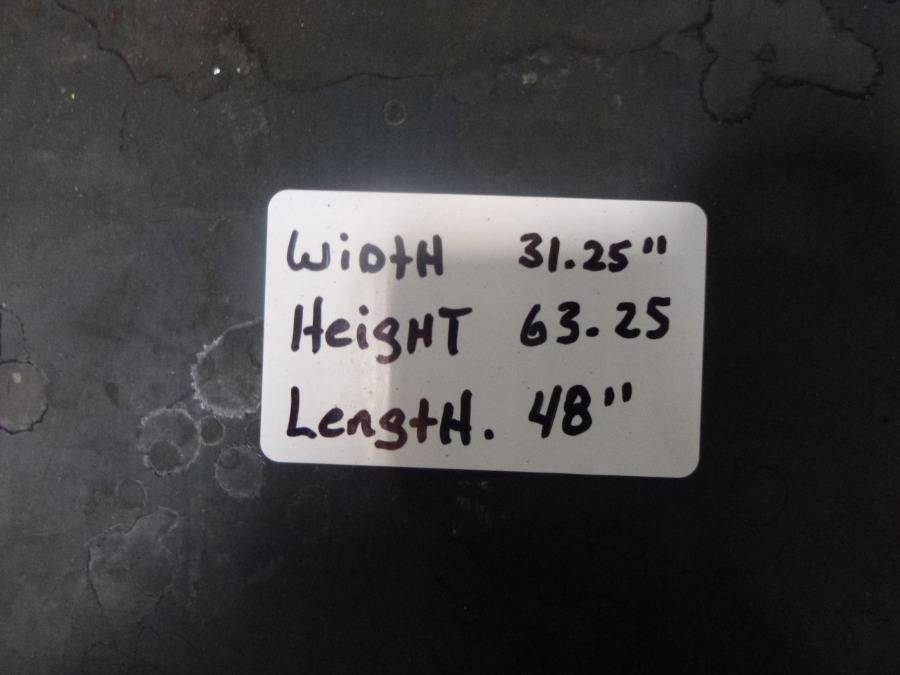 WiDtH 31.25"
HeigHT 63.25
LengtH. 48"